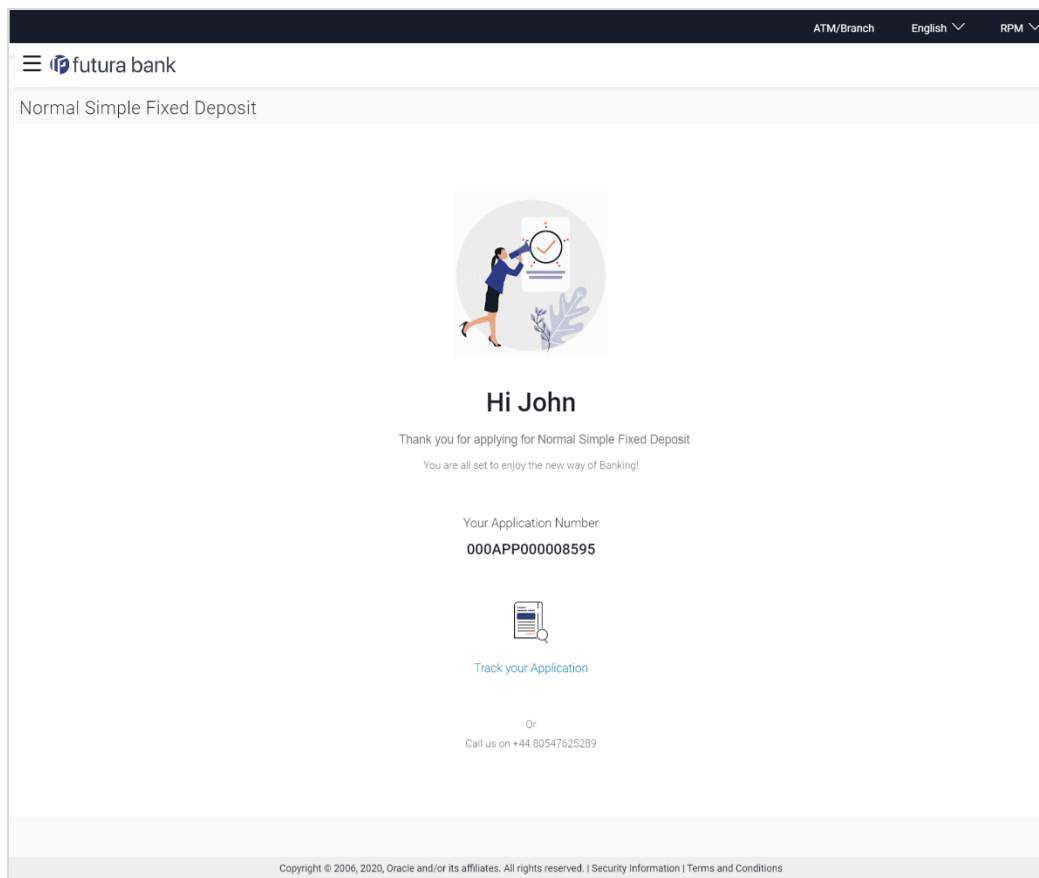 ATM/Branch English RPM
futura bank
Normal Simple Fixed Deposit
Hi John
Thank you for applying for Normal Simple Fixed Deposit
You are all set to enjoy the new way of Banking!
Your Application Number
000APP000008595
Track your Application
Or
Call us on +44 80547625289
Copyright © 2006, 2020, Oracle and/or its affiliates. All rights reserved. | Security Information | Terms and Conditions